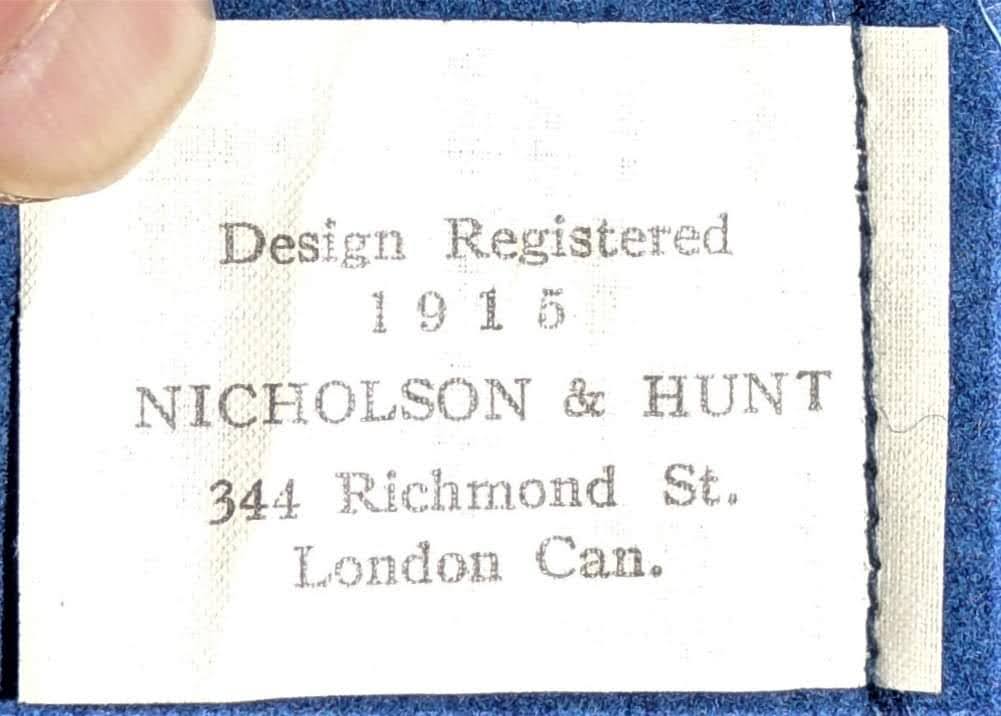 Design Registered
1915
NICHOLSON & HUNT
344 Richmond St.
London Can.